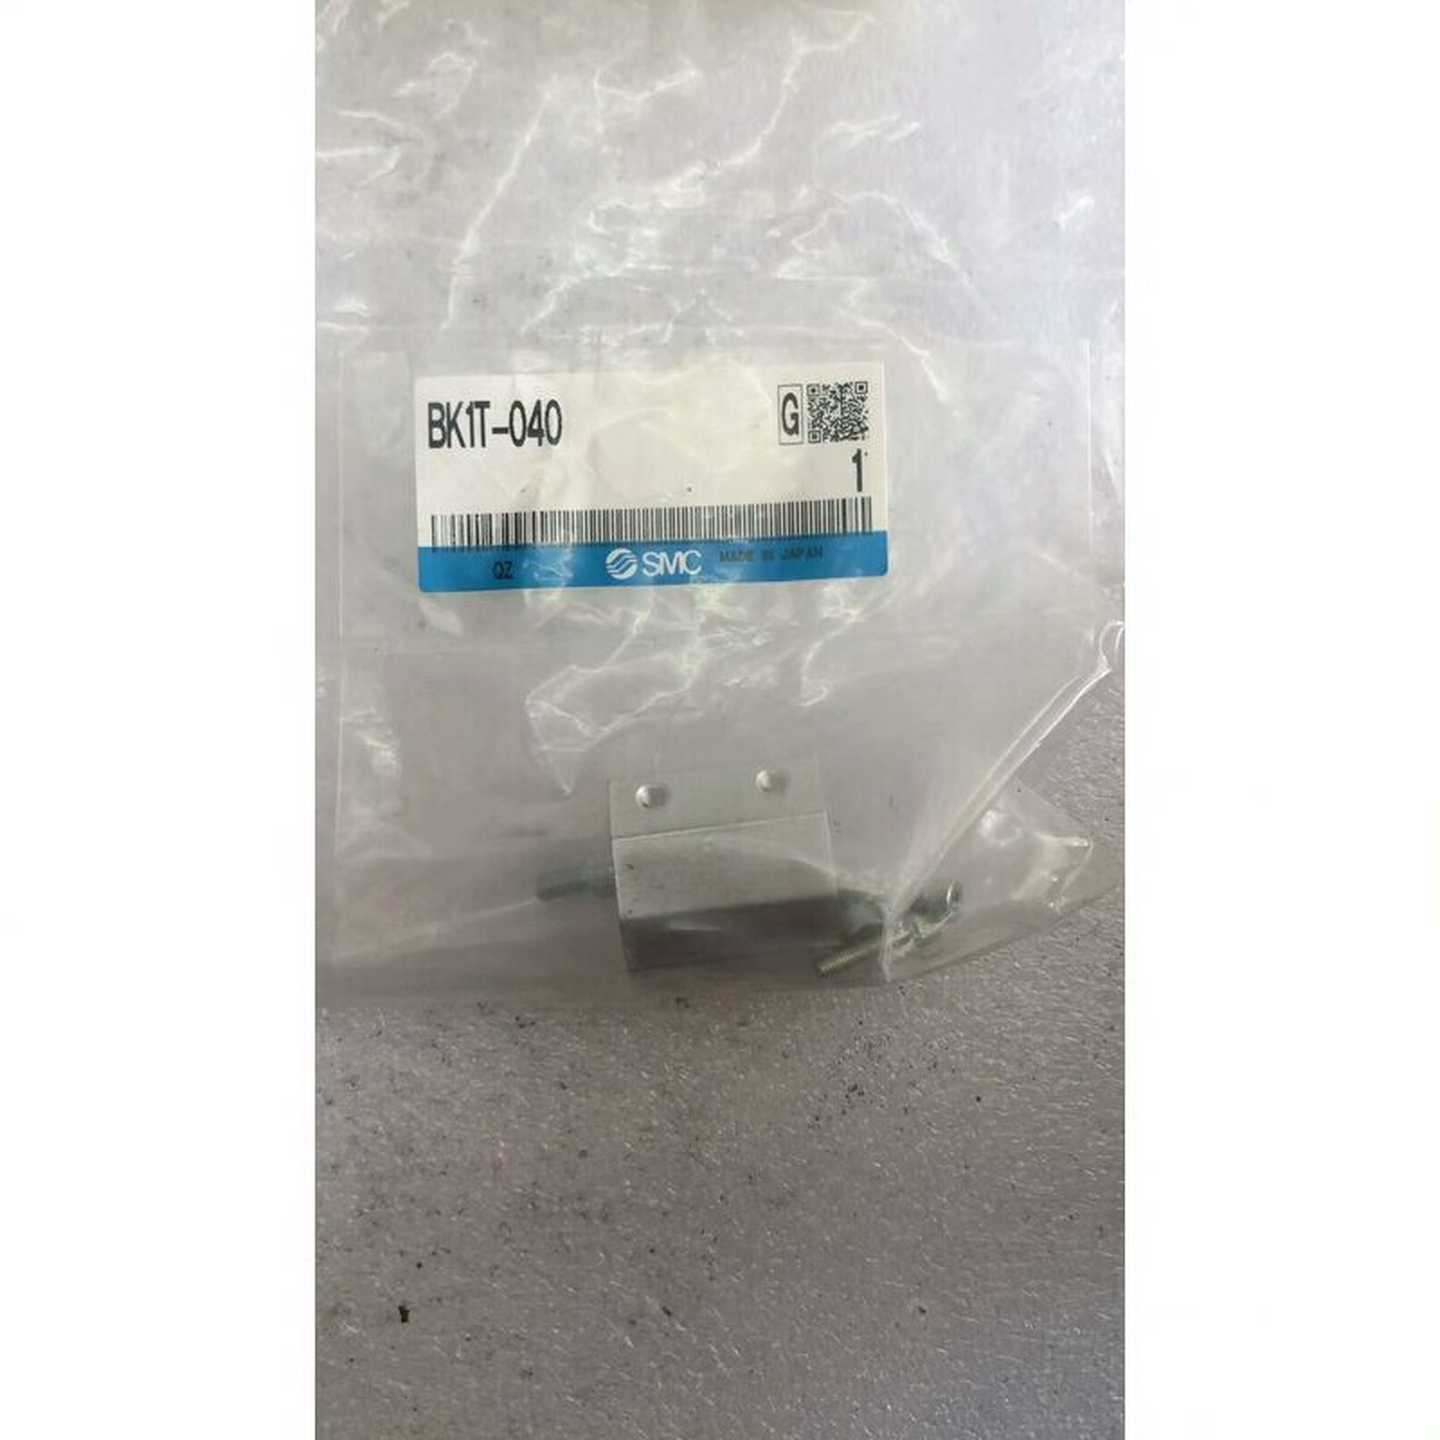 BK1T-040
G
1
QZ SMC MADE IN JAPAN